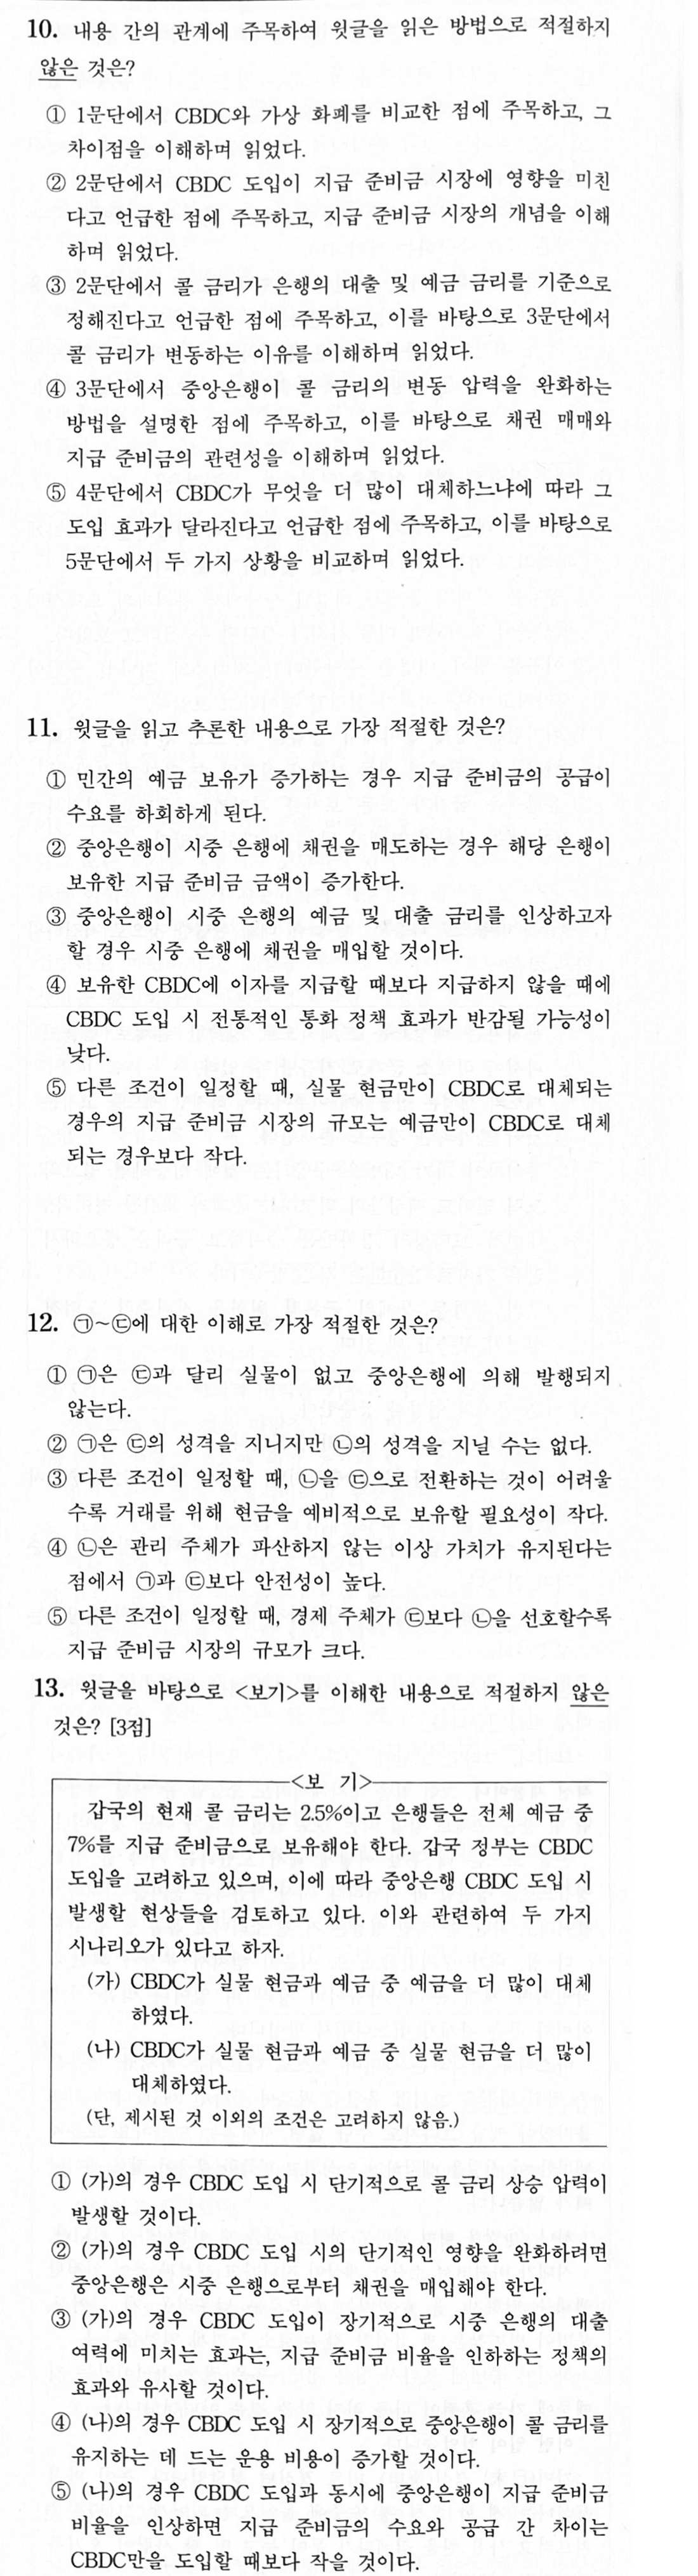 10. 내용 간의 관계에 주목하여 윗글을 읽은 방법으로 적절하지
않은 것은?
① 1문단에서 CBDC와 가상 화폐를 비교한 점에 주목하고, 그
차이점을 이해하며 읽었다.
② 2문단에서 CBDC 도입이 지급 준비금 시장에 영향을 미친
다고 언급한 점에 주목하고, 지급 준비금 시장의 개념을 이해
하며 읽었다.
③ 2문단에서 콜 금리가 은행의 대출 및 예금 금리를 기준으로
정해진다고 언급한 점에 주목하고, 이를 바탕으로 3문단에서
콜 금리가 변동하는 이유를 이해하며 읽었다.
④ 3문단에서 중앙은행이 콜 금리의 변동 압력을 완화하는
방법을 설명한 점에 주목하고, 이를 바탕으로 채권 매매와
지급 준비금의 관련성을 이해하며 읽었다.
⑤ 4문단에서 CBDC가 무엇을 더 많이 대체하느냐에 따라 그
도입 효과가 달라진다고 언급한 점에 주목하고, 이를 바탕으로
5문단에서 두 가지 상황을 비교하며 읽었다.
11. 윗글을 읽고 추론한 내용으로 가장 적절한 것은?
① 민간의 예금 보유가 증가하는 경우 지급 준비금의 공급이
수요를 하회하게 된다.
② 중앙은행이 시중 은행에 채권을 매도하는 경우 해당 은행이
보유한 지급 준비금 금액이 증가한다.
③ 중앙은행이 시중 은행의 예금 및 대출 금리를 인상하고자
할 경우 시중 은행에 채권을 매입할 것이다.
④ 보유한 CBDC에 이자를 지급할 때보다 지급하지 않을 때에
CBDC 도입 시 전통적인 통화 정책 효과가 반감될 가능성이
낮다.
⑤ 다른 조건이 일정할 때, 실물 현금만이 CBDC로 대체되는
경우의 지급 준비금 시장의 규모는 예금만이 CBDC로 대체
되는 경우보다 작다.
12. ㉠~㉢에 대한 이해로 가장 적절한 것은?
① ㉠은 ㉢과 달리 실물이 없고 중앙은행에 의해 발행되지
않는다.
② ㉠은 ㉢의 성격을 지니지만 ㉡의 성격을 지닐 수는 없다.
③ 다른 조건이 일정할 때, ㉡을 ㉢으로 전환하는 것이 어려울
수록 거래를 위해 현금을 예비적으로 보유할 필요성이 작다.
④ ㉡은 관리 주체가 파산하지 않는 이상 가치가 유지된다는
점에서 ㉠과 ㉢보다 안전성이 높다.
⑤ 다른 조건이 일정할 때, 경제 주체가 ㉢보다 ㉡을 선호할수록
지급 준비금 시장의 규모가 크다.
13. 윗글을 바탕으로 <보기>를 이해한 내용으로 적절하지 않은
것은? [3점]
<보 기>
갑국의 현재 콜 금리는 2.5%이고 은행들은 전체 예금 중
7%를 지급 준비금으로 보유해야 한다. 갑국 정부는 CBDC
도입을 고려하고 있으며, 이에 따라 중앙은행 CBDC 도입 시
발생할 현상들을 검토하고 있다. 이와 관련하여 두 가지
시나리오가 있다고 하자.
(가) CBDC가 실물 현금과 예금 중 예금을 더 많이 대체
하였다.
(나) CBDC가 실물 현금과 예금 중 실물 현금을 더 많이
대체하였다.
(단, 제시된 것 이외의 조건은 고려하지 않음.)
① (가)의 경우 CBDC 도입 시 단기적으로 콜 금리 상승 압력이
발생할 것이다.
② (가)의 경우 CBDC 도입 시의 단기적인 영향을 완화하려면
중앙은행은 시중 은행으로부터 채권을 매입해야 한다.
③ (가)의 경우 CBDC 도입이 장기적으로 시중 은행의 대출
여력에 미치는 효과는, 지급 준비금 비율을 인하하는 정책의
효과와 유사할 것이다.
④ (나)의 경우 CBDC 도입 시 장기적으로 중앙은행이 콜 금리를
유지하는 데 드는 운용 비용이 증가할 것이다.
⑤ (나)의 경우 CBDC 도입과 동시에 중앙은행이 지급 준비금
비율을 인상하면 지급 준비금의 수요와 공급 간 차이는
CBDC만을 도입할 때보다 작을 것이다.